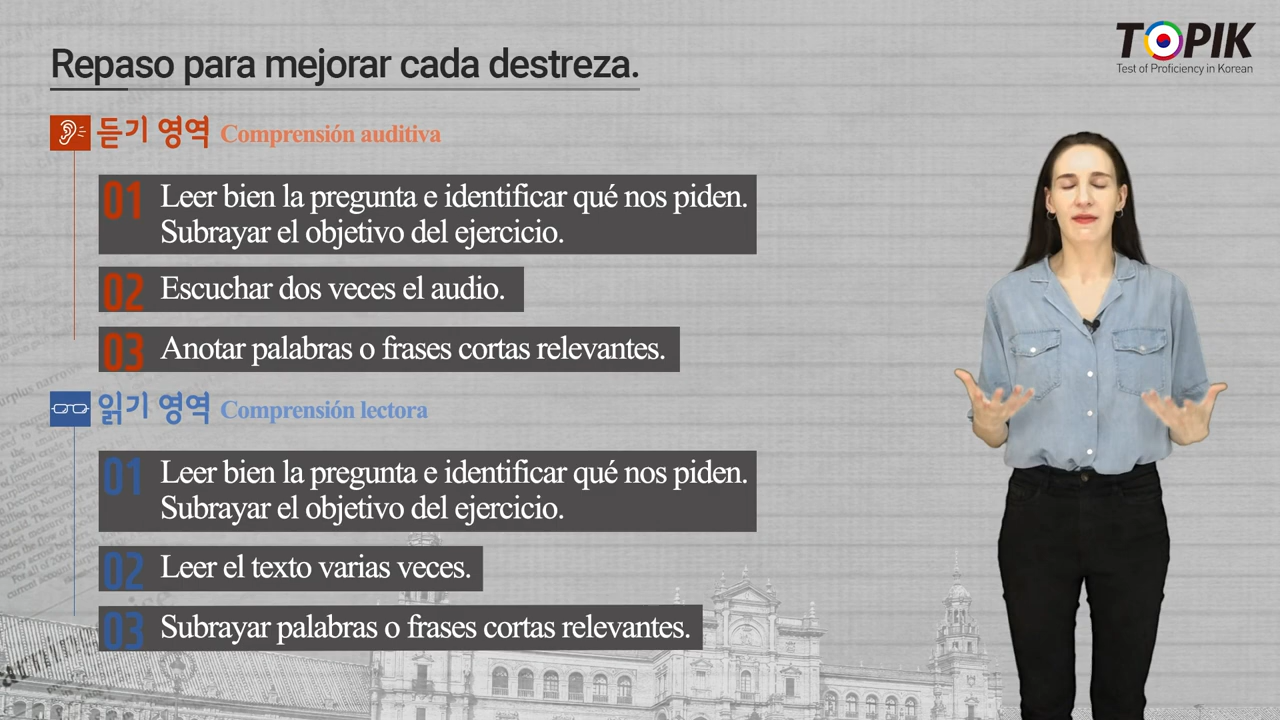 Repaso para mejorar cada destreza.
TOPIK
Test of Proficiency in Korean
듣기 영역 Comprensión auditiva
01 Leer bien la pregunta e identificar qué nos piden.
Subrayar el objetivo del ejercicio.
02 Escuchar dos veces el audio.
03 Anotar palabras o frases cortas relevantes.
읽기 영역 Comprensión lectora
01 Leer bien la pregunta e identificar qué nos piden.
Subrayar el objetivo del ejercicio.
02 Leer el texto varias veces.
03 Subrayar palabras o frases cortas relevantes.